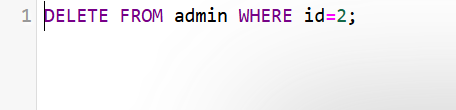 1 DELETE FROM admin WHERE id=2;